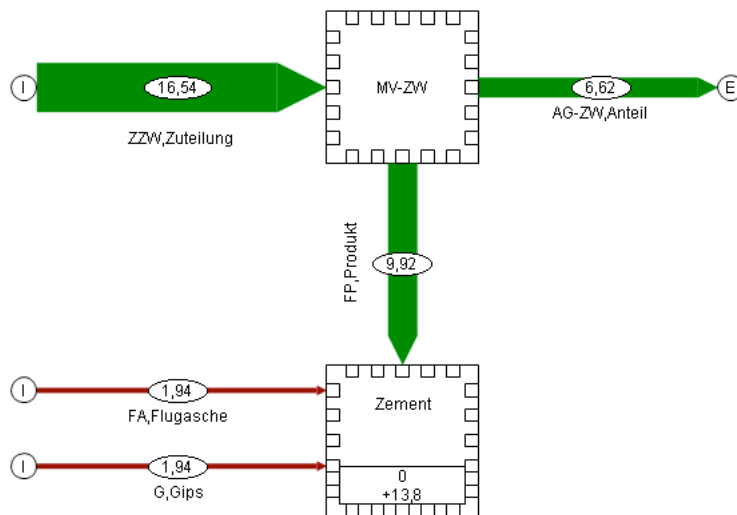 I
16,54
ZZW,Zuteilung
MV-ZW
6,62
AG-ZW,Anteil
E
FP,Produkt
9,92
I
1,94
FA,Flugasche
Zement
I
1,94
G,Gips
0
+13,8